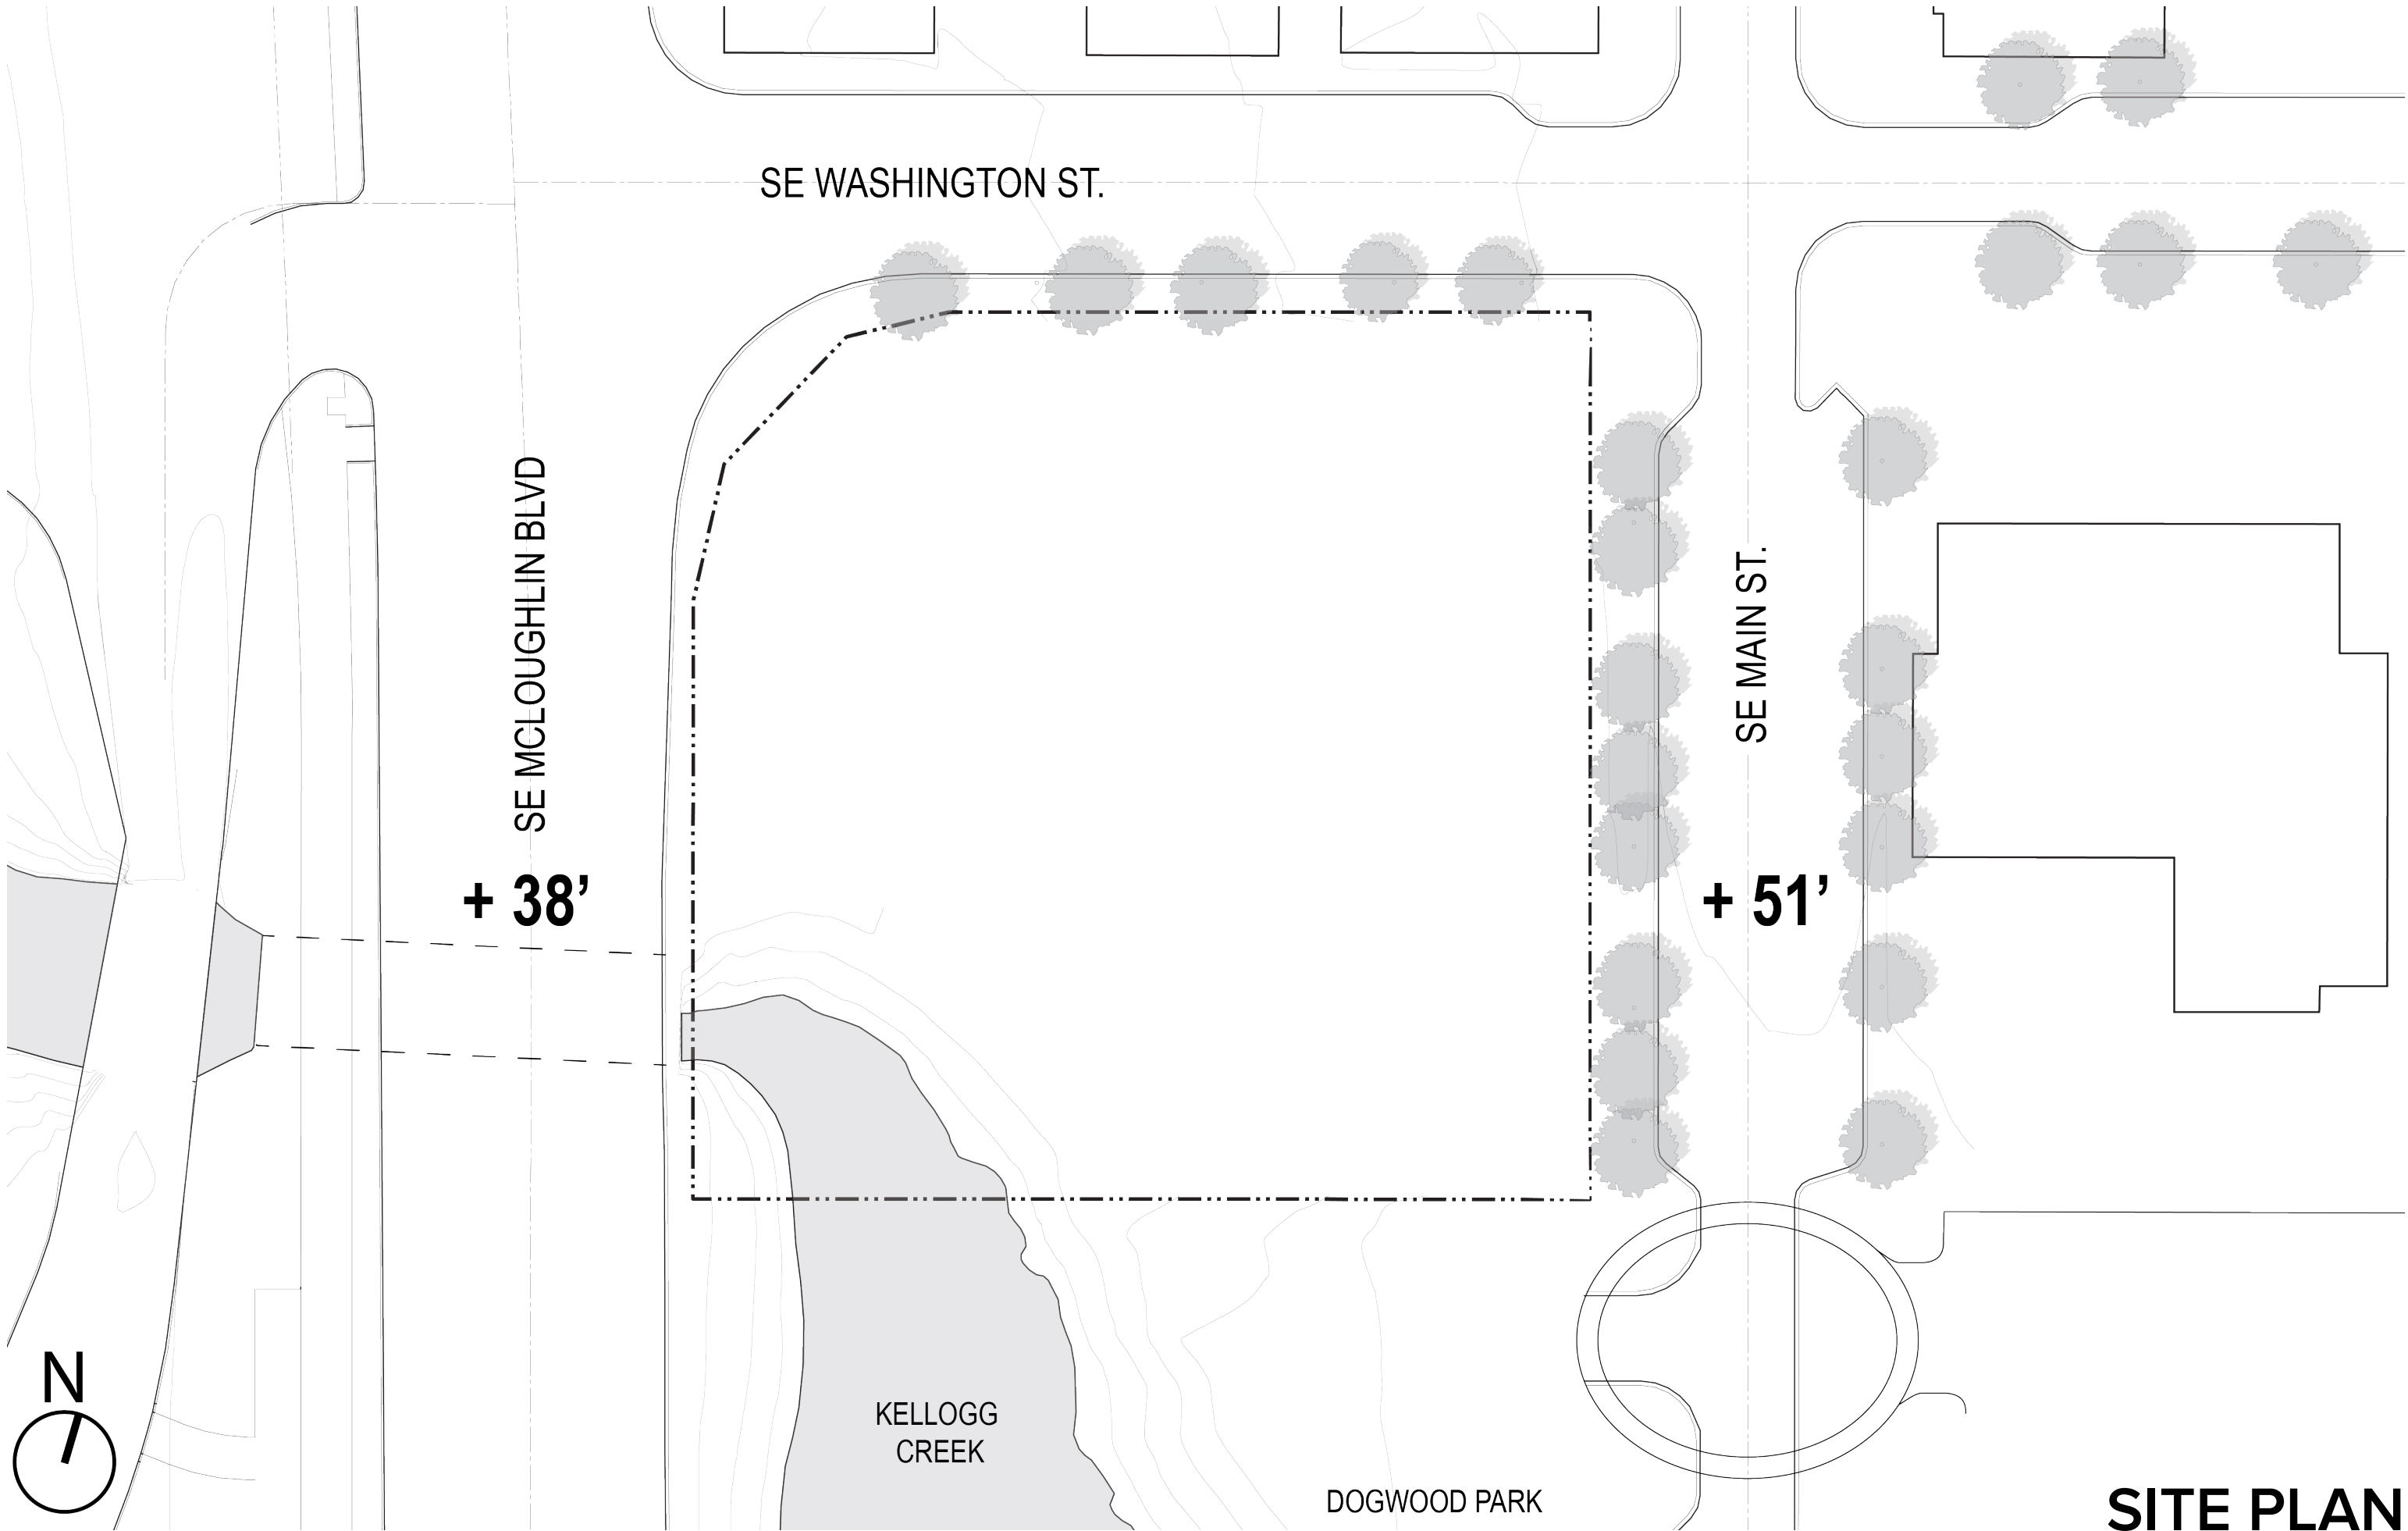 SE WASHINGTON ST.
SE MCLOUGHLIN BLVD
SE MAIN ST.
+ 38’
+ 51’
N
KELLOGG
CREEK
DOGWOOD PARK
SITE PLAN